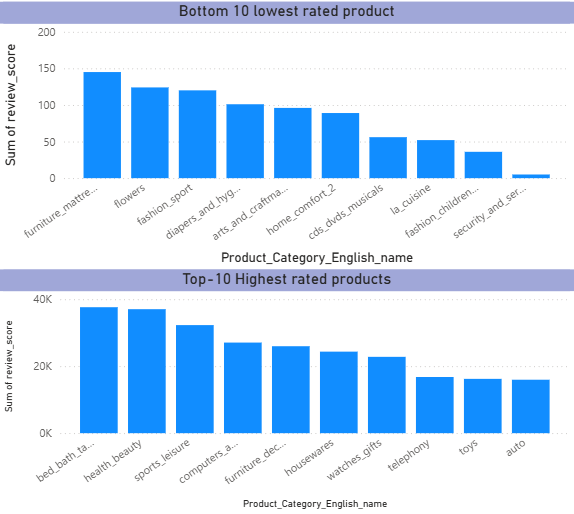 Bottom 10 lowest rated product
Sum of review_score
200
150
100
50
0
furniture_mattre...
flowers
fashion_sport
diapers_and_hyg...
arts_and_craftma...
home_comfort_2
cds_dvds_musicals
la_cuisine
fashion_children...
security_and_ser...
Product_Category_English_name
Top-10 Highest rated products
Sum of review_score
40K
20K
0K
bed_bath_ta...
health_beauty
sports_leisure
computers_a...
furniture_dec...
housewares
watches_gifts
telephony
toys
auto
Product_Category_English_name